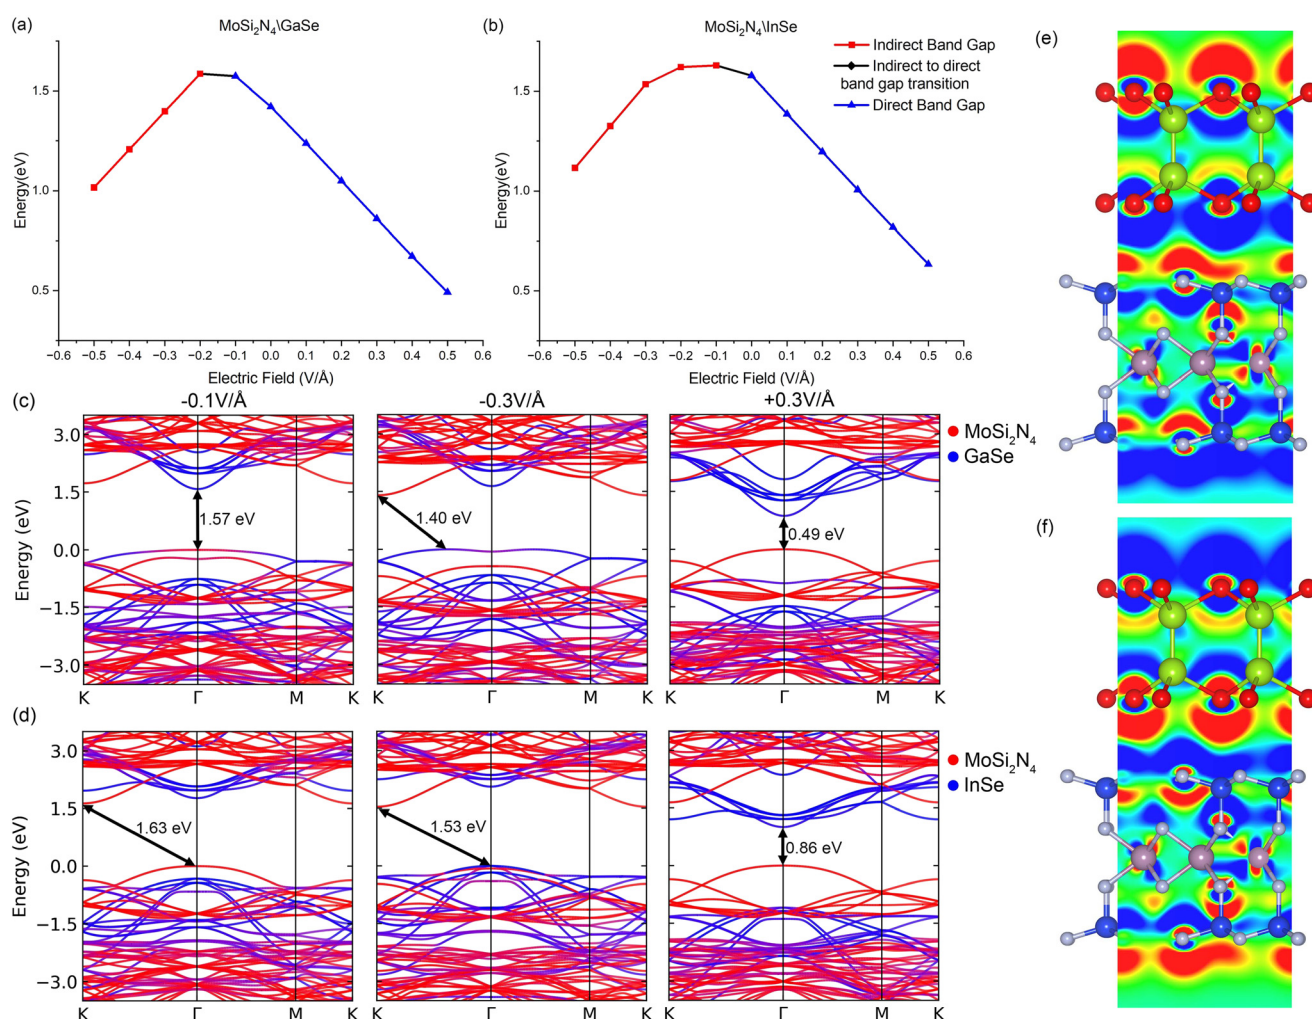 (a)
MoSi2N4\GaSe
Energy(eV)
1.5
1.0
0.5
−0.6 −0.5 −0.4 −0.3 −0.2 −0.1 0.0 0.1 0.2 0.3 0.4 0.5 0.6
Electric Field (V/Å)
(b)
MoSi2N4\InSe
Indirect Band Gap
Indirect to direct
band gap transition
Direct Band Gap
Energy(eV)
1.5
1.0
0.5
−0.6 −0.5 −0.4 −0.3 −0.2 −0.1 0.0 0.1 0.2 0.3 0.4 0.5 0.6
Electric Field (V/Å)
(c)
-0.1V/Å
-0.3V/Å
+0.3V/Å
Energy (eV)
3.0
1.5
0.0
−1.5
−3.0
1.57 eV
1.40 eV
0.49 eV
MoSi2N4
GaSe
K Γ M K
K Γ M K
K Γ M K
(d)
Energy (eV)
3.0
1.5
0.0
−1.5
−3.0
1.63 eV
1.53 eV
0.86 eV
MoSi2N4
InSe
K Γ M K
K Γ M K
K Γ M K
(e)
(f)